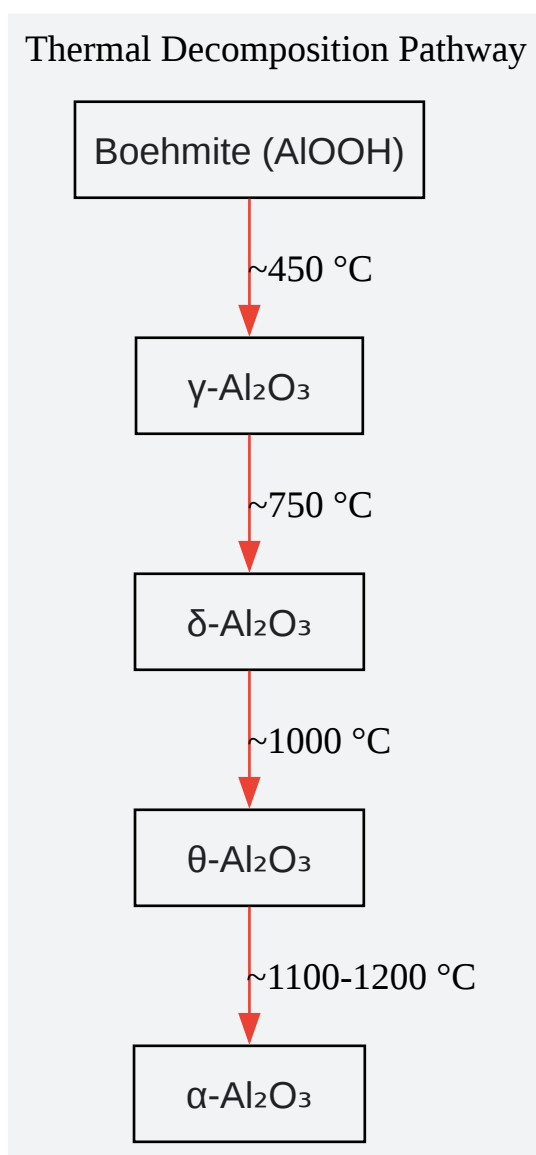 Thermal Decomposition Pathway
Boehmite (AlOOH)
~450 °C
γ-Al₂O₃
~750 °C
δ-Al₂O₃
~1000 °C
θ-Al₂O₃
~1100-1200 °C
α-Al₂O₃